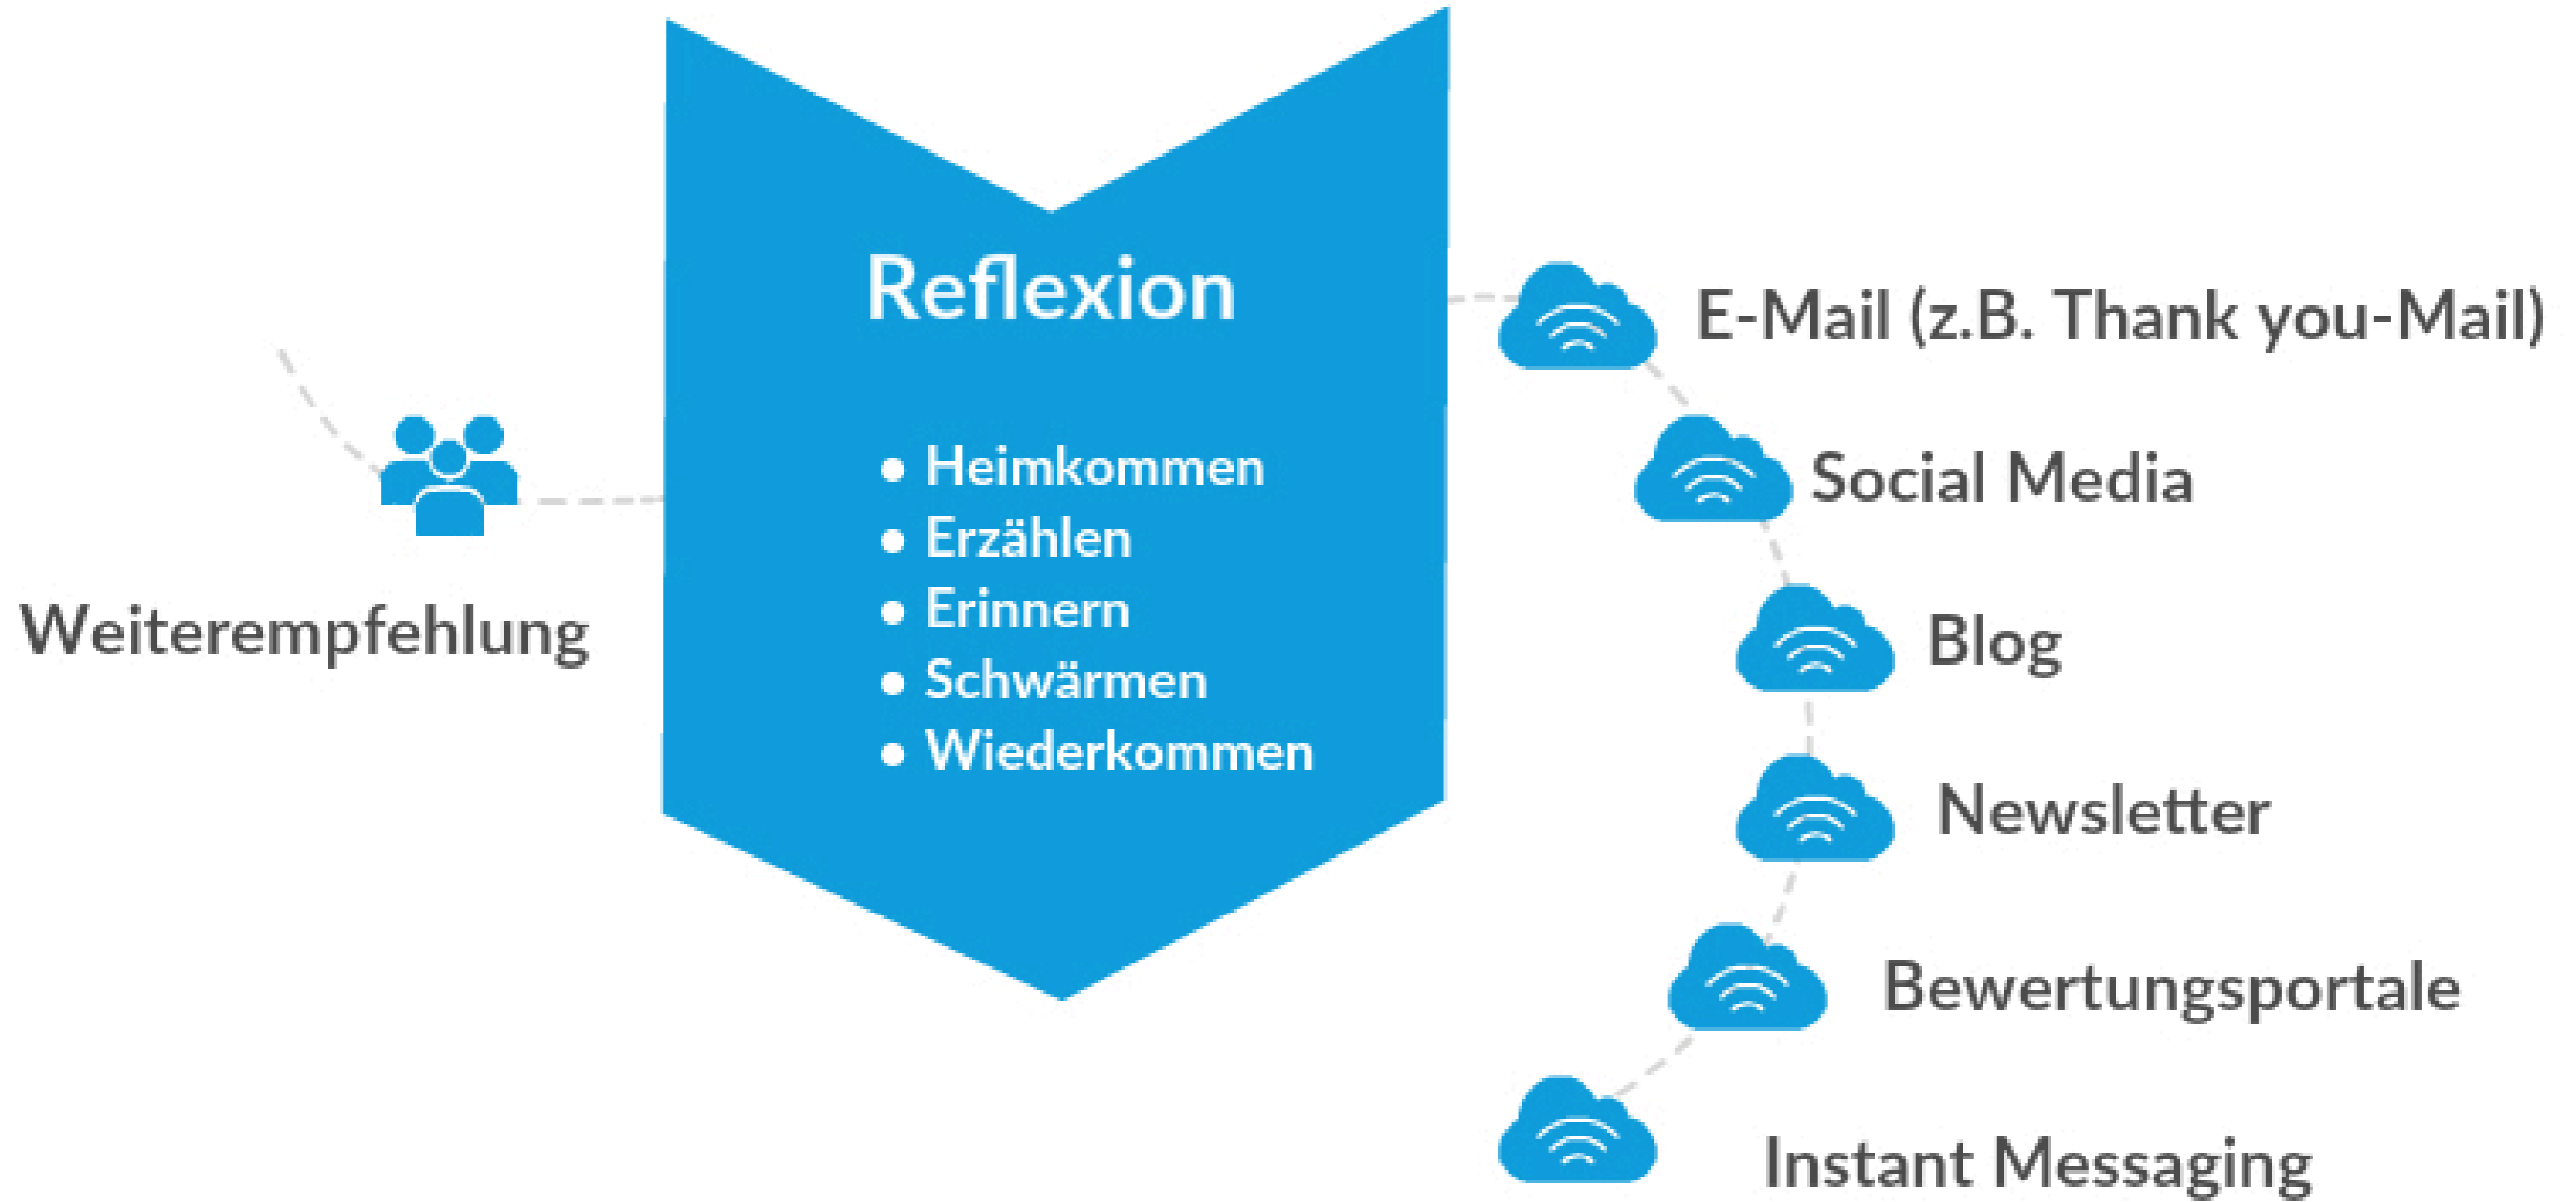 Reflexion
• Heimkommen
• Erzählen
• Erinnern
• Schwärmen
• Wiederkommen
Weiterempfehlung
E-Mail (z.B. Thank you-Mail)
Social Media
Blog
Newsletter
Bewertungsportale
Instant Messaging